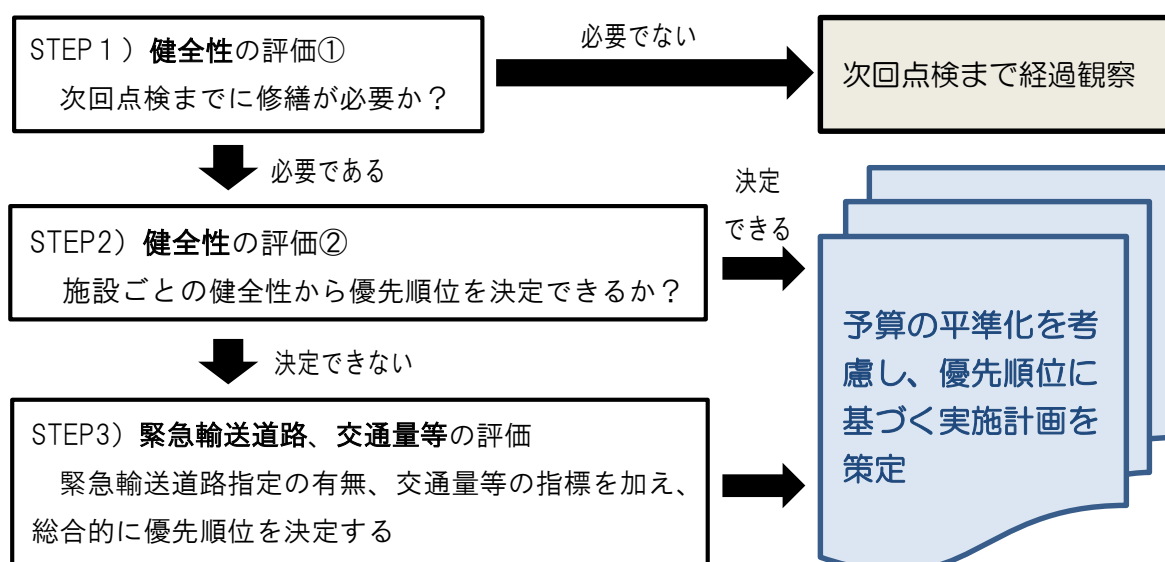 STEP1）健全性の評価①
次回点検までに修繕が必要か？
必要でない
次回点検まで経過観察
必要である
STEP2）健全性の評価②
施設ごとの健全性から優先順位を決定できるか？
決定
できる
決定できない
STEP3）緊急輸送道路、交通量等の評価
緊急輸送道路指定の有無、交通量等の指標を加え、
総合的に優先順位を決定する
予算の平準化を考
慮し、優先順位に
基づく実施計画を
策定